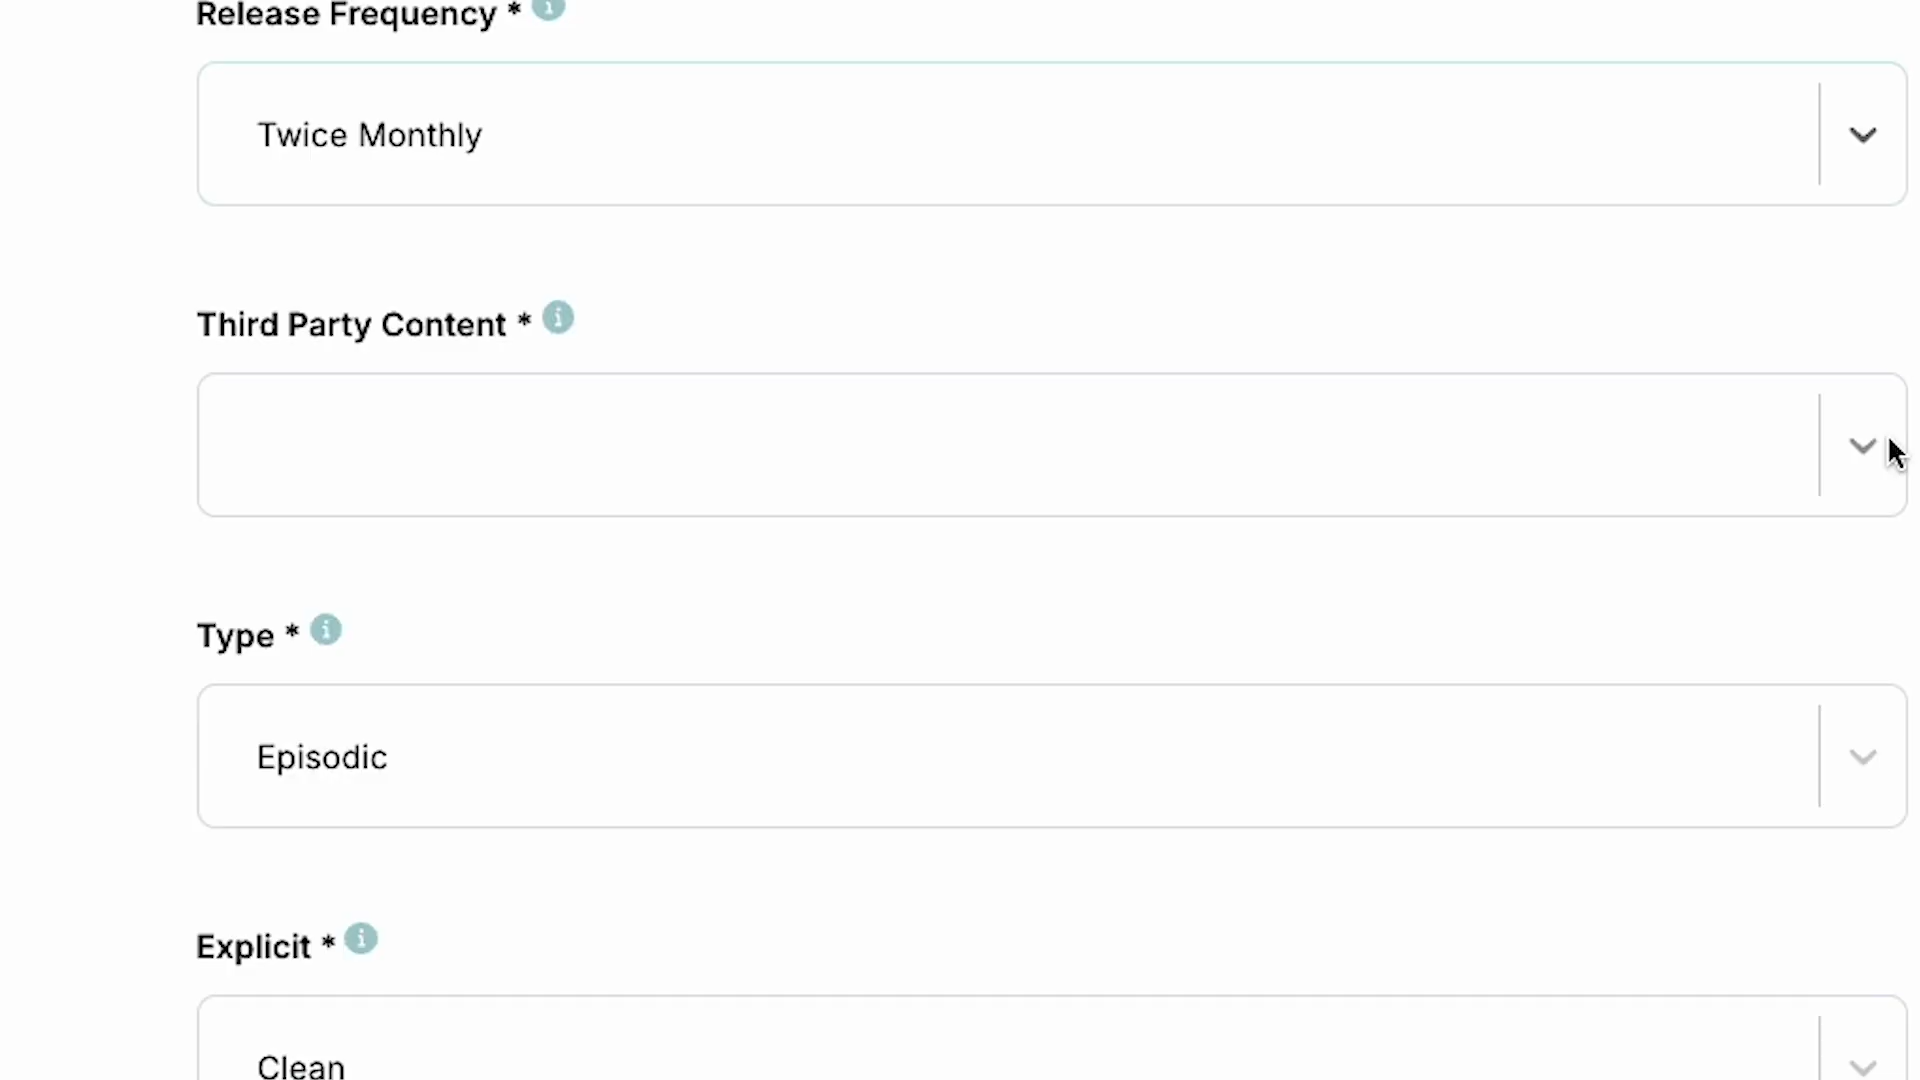 Release Frequency *
Twice Monthly
Third Party Content *
Type *
Episodic
Explicit *
Clean